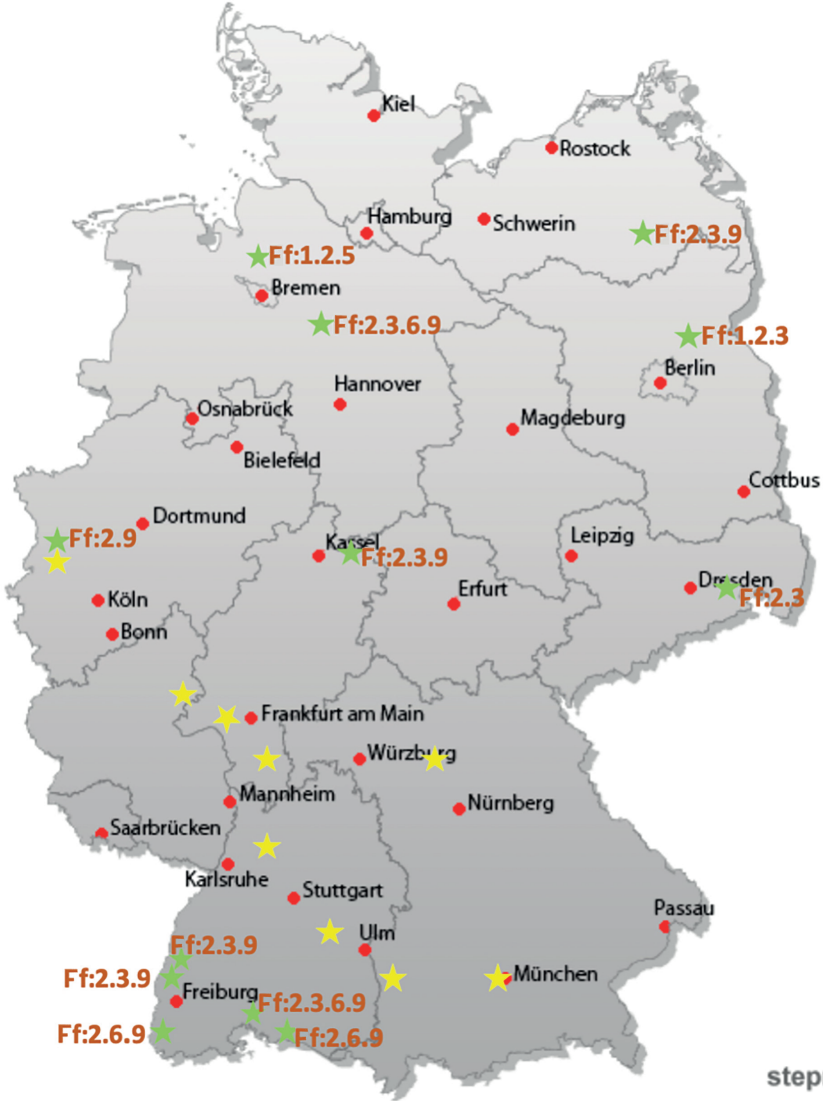 Kiel
Rostock
Hamburg
Schwerin
Ff:2.3.9
Ff:1.2.5
Bremen
Ff:2.3.6.9
Ff:1.2.3
Berlin
Hannover
Osnabrück
Magdeburg
Bielefeld
Cottbus
Dortmund
Leipzig
Ff:2.9
Kassel
Ff:2.3.9
Dresden
Ff:2.3
Erfurt
Köln
Bonn
Frankfurt am Main
Würzburg
Mannheim
Nürnberg
Saarbrücken
Karlsruhe
Stuttgart
Passau
Ulm
Ff:2.3.9
München
Ff:2.3.9
Freiburg
Ff:2.3.6.9
Ff:2.6.9
Ff:2.6.9
step